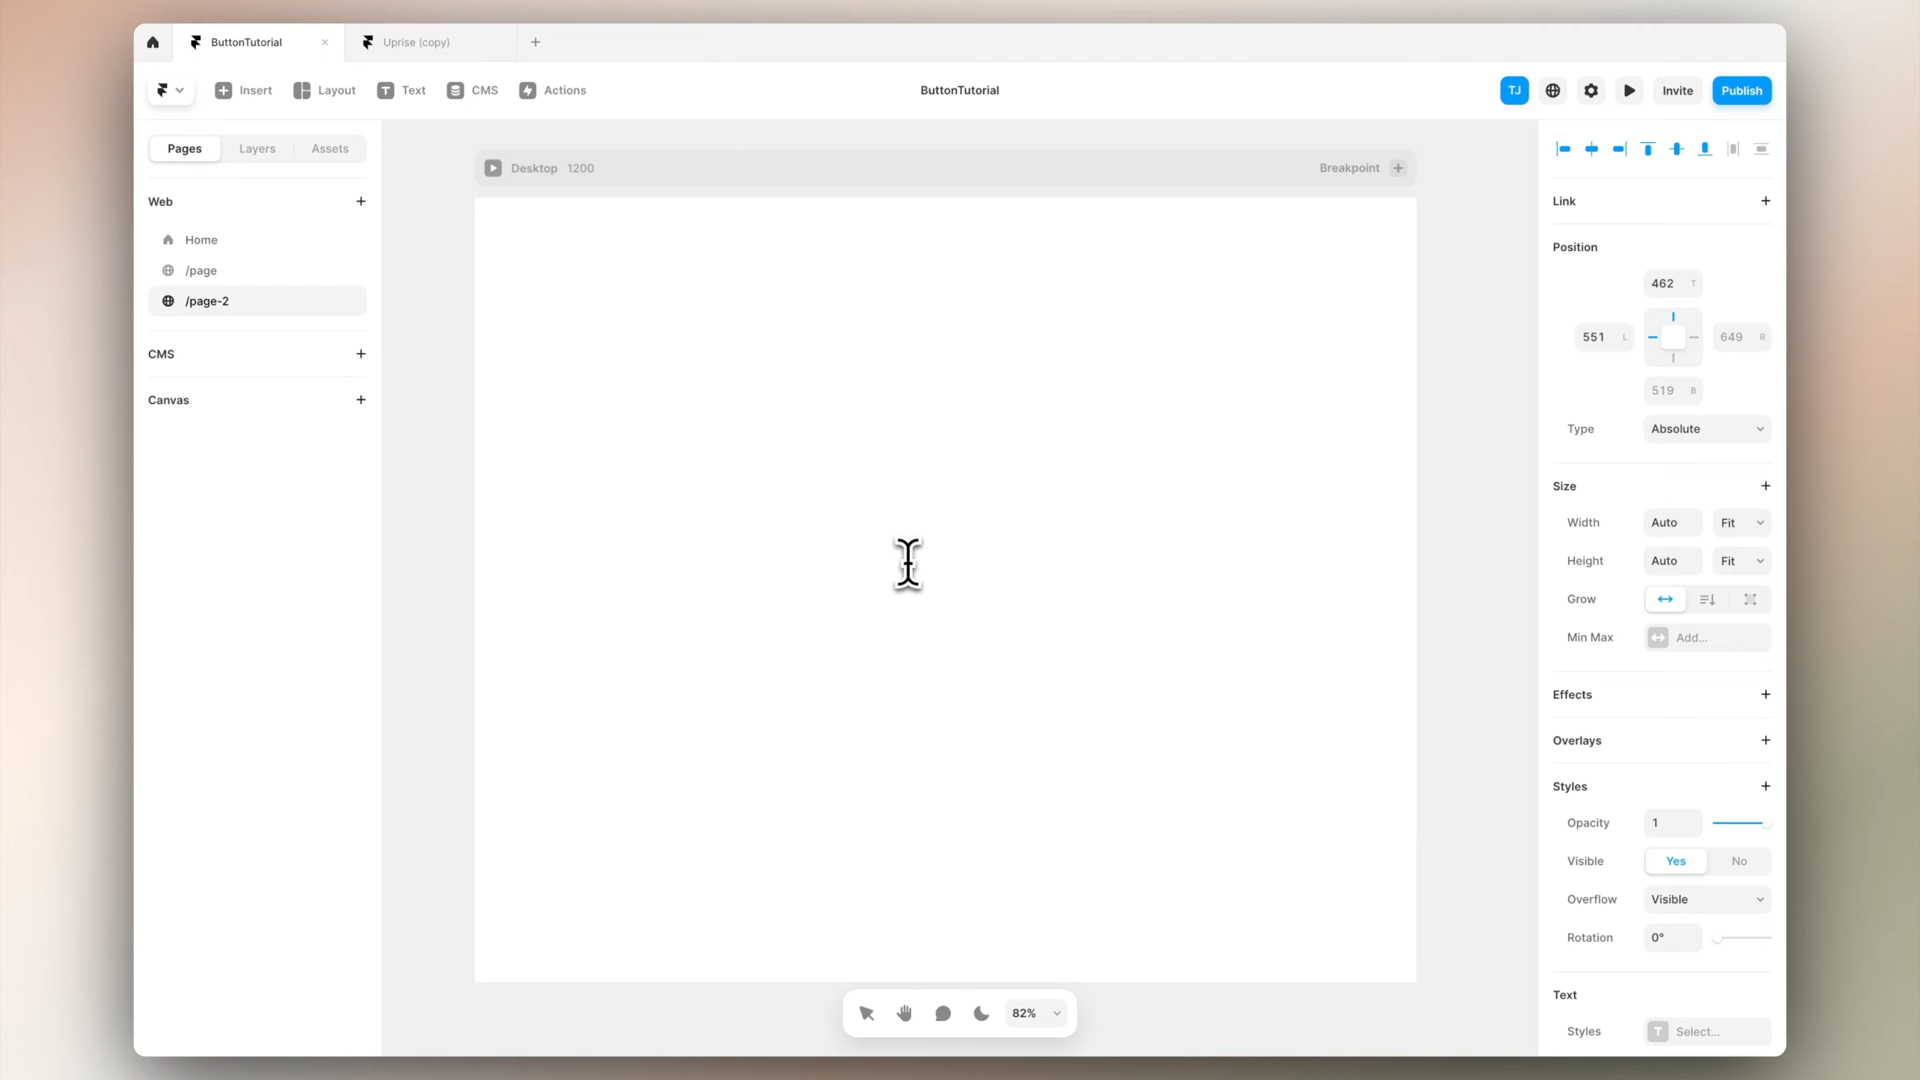 ButtonTutorial
Uprise (copy)
Insert
Layout
Text
CMS
Actions
ButtonTutorial
TJ
Invite
Publish
Pages
Layers
Assets
Web
Home
/page
/page-2
CMS
Canvas
Desktop 1200
Breakpoint
Link
Position
462 T
551 L
649 R
519 B
Type Absolute
Size
Width Auto Fit
Height Auto Fit
Grow
Min Max Add...
Effects
Overlays
Styles
Opacity 1
Visible Yes No
Overflow Visible
Rotation 0°
Text
Styles T Select...
82%